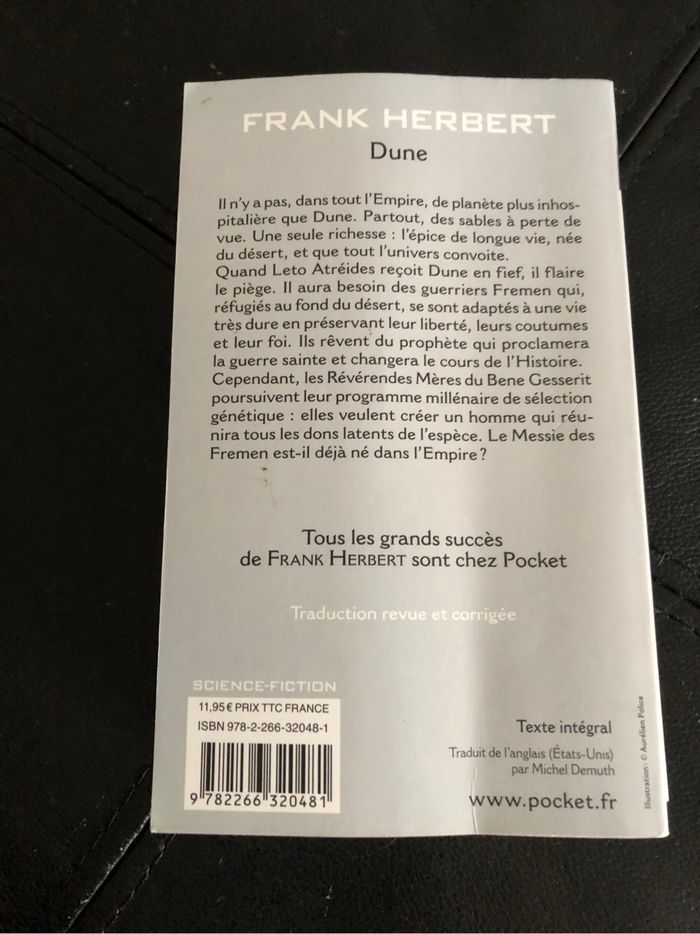 FRANK HERBERT
Dune
Il n'y a pas, dans tout l'Empire, de planète plus inhos-
pitalière que Dune. Partout, des sables à perte de
vue. Une seule richesse : l'épice de longue vie, née
du désert, et que tout l'univers convoite.
Quand Leto Atréides reçoit Dune en fief, il flaire
le piège. Il aura besoin des guerriers Fremen qui,
réfugiés au fond du désert, se sont adaptés à une vie
très dure en préservant leur liberté, leurs coutumes
et leur foi. Ils rêvent du prophète qui proclamera
la guerre sainte et changera le cours de l'Histoire.
Cependant, les Révérendes Mères du Bene Gesserit
poursuivent leur programme millénaire de sélection
génétique : elles veulent créer un homme qui réu-
nira tous les dons latents de l'espèce. Le Messie des
Fremen est-il déjà né dans l'Empire ?
Tous les grands succès
de FRANK HERBERT sont chez Pocket
Traduction revue et corrigée
SCIENCE-FICTION
11,95 € PRIX TTC FRANCE
ISBN 978-2-266-32048-1
9 782266 320481
Texte intégral
Traduit de l'anglais (États-Unis)
par Michel Demuth
www.pocket.fr
Illustration : © Aurélien Police